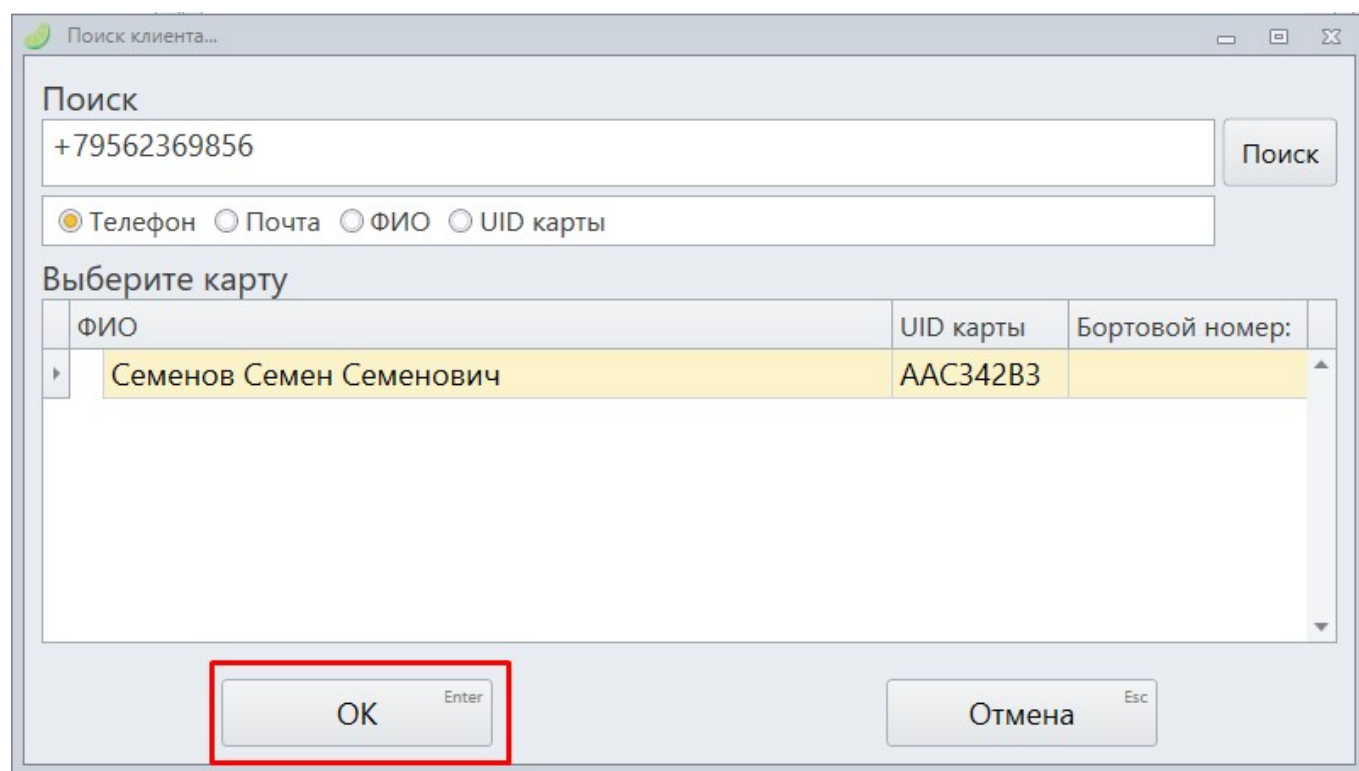 Поиск клиента...
Поиск
+79562369856
Поиск
Телефон Почта ФИО UID карты
Выберите карту
ФИО UID карты Бортовой номер:
Семенов Семен Семенович AAC342B3
OK Enter
Отмена Esc